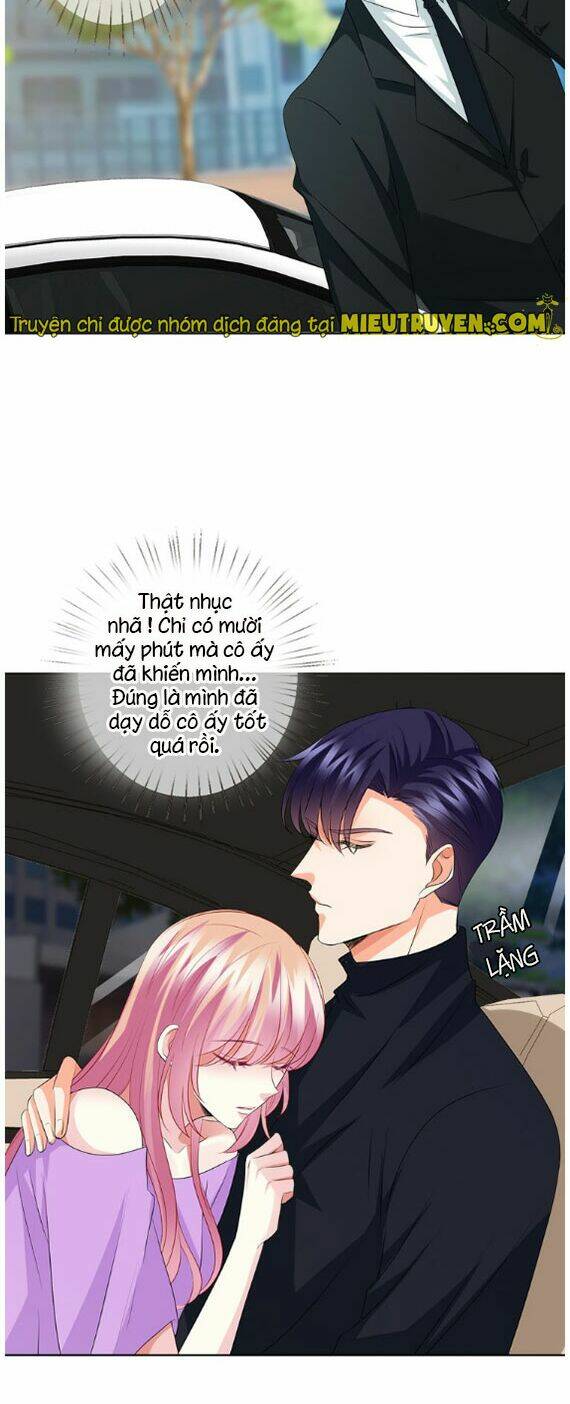 Truyện chỉ được nhóm dịch đăng tại MIEUTRUYEN.COM
Thật nhục
nhã! Chỉ có mười
mấy phút mà cô ấy
đã khiến mình...
Đúng là mình đã
dạy dỗ cô ấy tốt
quá rồi.
TRẦM
LẶNG